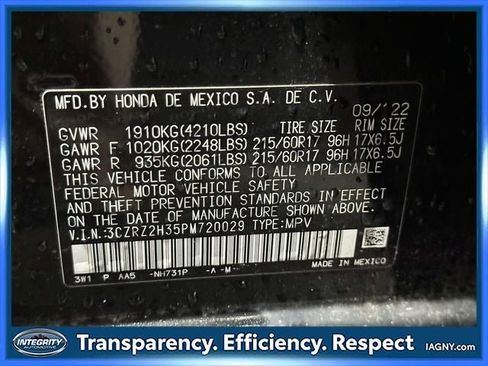 MFD.BY HONDA DE MEXICO S.A. DE C.V.
09/'22
GVWR 1910KG(4210LBS) TIRE SIZE RIM SIZE
GAWR F 1020KG(2248LBS) 215/60R17 96H 17X6.5J
GAWR R 935KG(2061LBS) 215/60R17 96H 17X6.5J
THIS VEHICLE CONFORMS TO ALL APPLICABLE
FEDERAL MOTOR VEHICLE SAFETY
AND THEFT PREVENTION STANDARDS IN EFFECT
ON THE DATE OF MANUFACTURE SHOWN ABOVE.
V.I.N.:3CZRZ2H35PM720029 TYPE:MPV
3W1 P AA5 -NH731P -A -M-
MADE IN MEXICO
INTEGRITY
AUTOMOTIVE
Transparency. Efficiency. Respect
IAGNY.COM